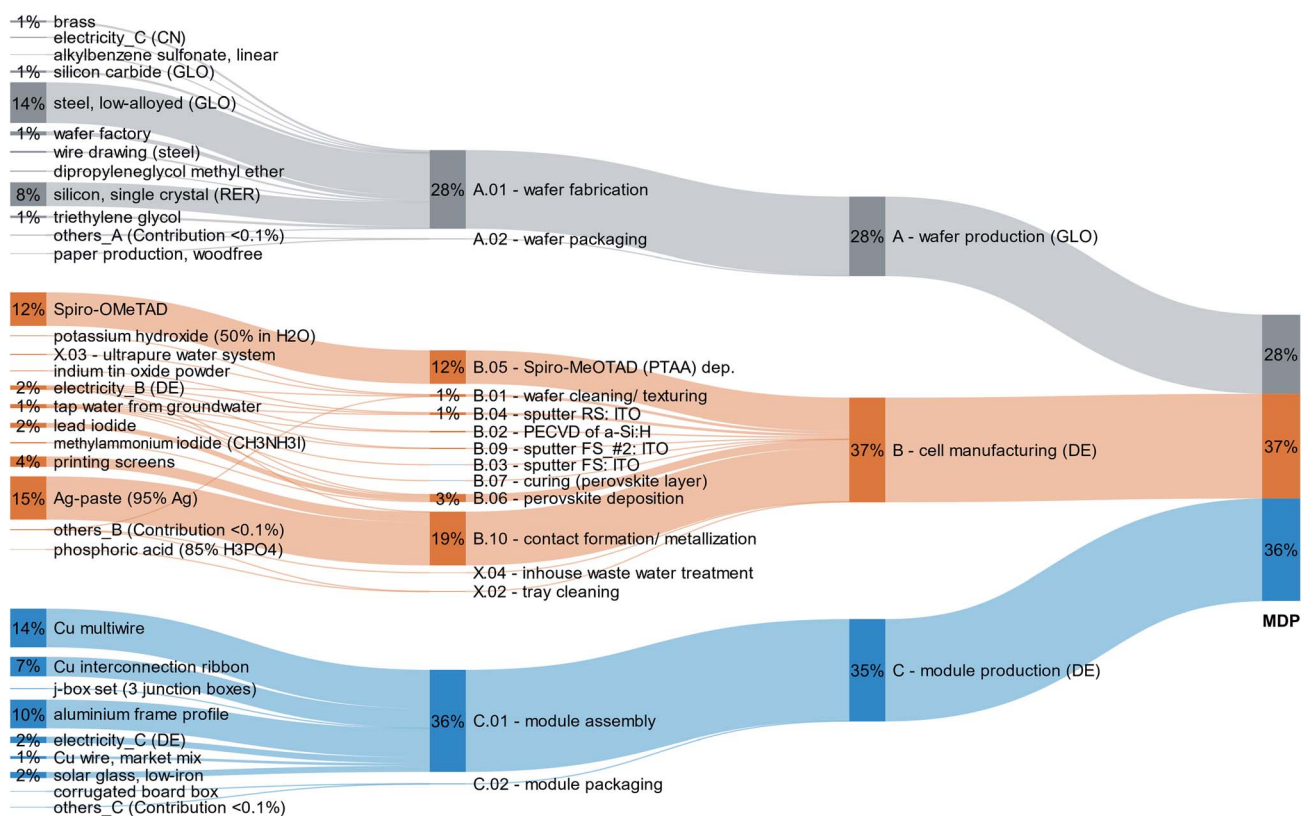 1% brass
electricity_C (CN)
alkylbenzene sulfonate, linear
1% silicon carbide (GLO)
14% steel, low-alloyed (GLO)
1% wafer factory
wire drawing (steel)
dipropyleneglycol methyl ether
8% silicon, single crystal (RER)
1% triethylene glycol
others_A (Contribution <0.1%)
paper production, woodfree
28% A.01 - wafer fabrication
A.02 - wafer packaging
28% A - wafer production (GLO)
12% Spiro-OMeTAD
potassium hydroxide (50% in H2O)
X.03 - ultrapure water system
indium tin oxide powder
2% electricity_B (DE)
1% tap water from groundwater
2% lead iodide
methylammonium iodide (CH3NH3I)
4% printing screens
15% Ag-paste (95% Ag)
others_B (Contribution <0.1%)
phosphoric acid (85% H3PO4)
12% B.05 - Spiro-MeOTAD (PTAA) dep.
1% B.01 - wafer cleaning/ texturing
1% B.04 - sputter RS: ITO
B.02 - PECVD of a-Si:H
B.09 - sputter FS_#2: ITO
B.03 - sputter FS: ITO
B.07 - curing (perovskite layer)
3% B.06 - perovskite deposition
19% B.10 - contact formation/ metallization
X.04 - inhouse waste water treatment
X.02 - tray cleaning
37% B - cell manufacturing (DE)
14% Cu multiwire
7% Cu interconnection ribbon
j-box set (3 junction boxes)
10% aluminium frame profile
2% electricity_C (DE)
1% Cu wire, market mix
2% solar glass, low-iron
corrugated board box
others_C (Contribution <0.1%)
36% C.01 - module assembly
C.02 - module packaging
35% C - module production (DE)
28%
37%
36%
MDP